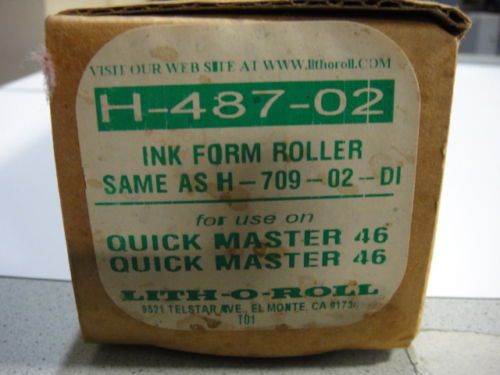 VISIT OUR WEB SITE AT WWW.lithoroll.COM
H-487-02
INK FORM ROLLER
SAME AS H-709-02-DI
for use on
QUICK MASTER 46
QUICK MASTER 46
LITH-O-ROLL
9521 TELSTAR AVE., EL MONTE, CA
T01